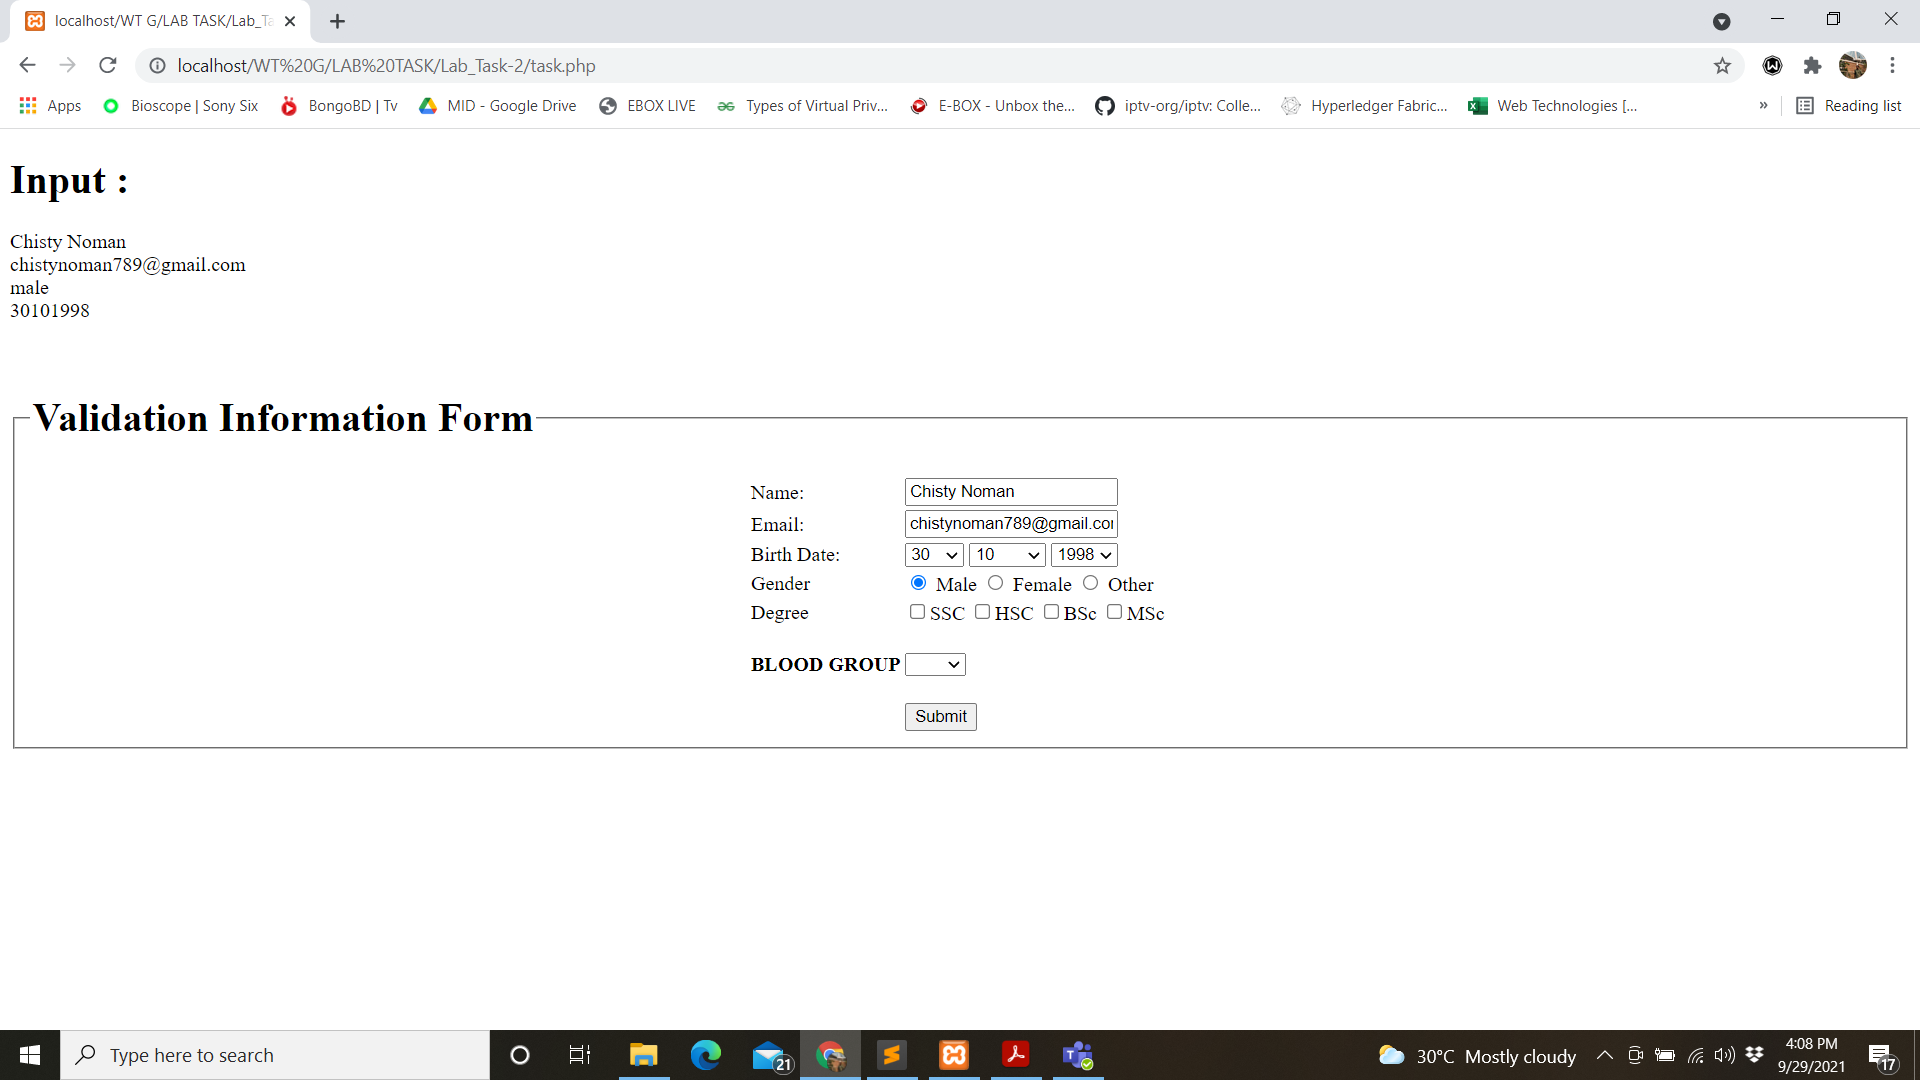 localhost/WT G/LAB TASK/Lab_Ta
localhost/WT%20G/LAB%20TASK/Lab_Task-2/task.php
Apps Bioscope | Sony Six BongoBD | Tv MID - Google Drive EBOX LIVE Types of Virtual Priv... E-BOX - Unbox the... iptv-org/iptv: Colle... Hyperledger Fabric... Web Technologies [... » Reading list
Input :
Chisty Noman
chistynoman789@gmail.com
male
30101998
Validation Information Form
Name: Chisty Noman
Email: chistynoman789@gmail.co
Birth Date: 30 10 1998
Gender Male Female Other
Degree SSC HSC BSc MSc
BLOOD GROUP
Submit
Type here to search 21 30°C Mostly cloudy 4:08 PM
9/29/2021 17